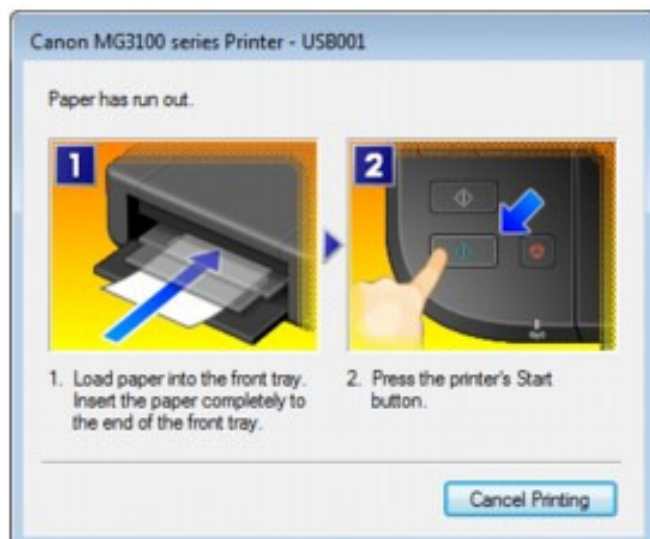 Canon MG3100 series Printer - USB001
Paper has run out.
1
2
1. Load paper into the front tray.
Insert the paper completely to
the end of the front tray.
2. Press the printer's Start
button.
Cancel Printing